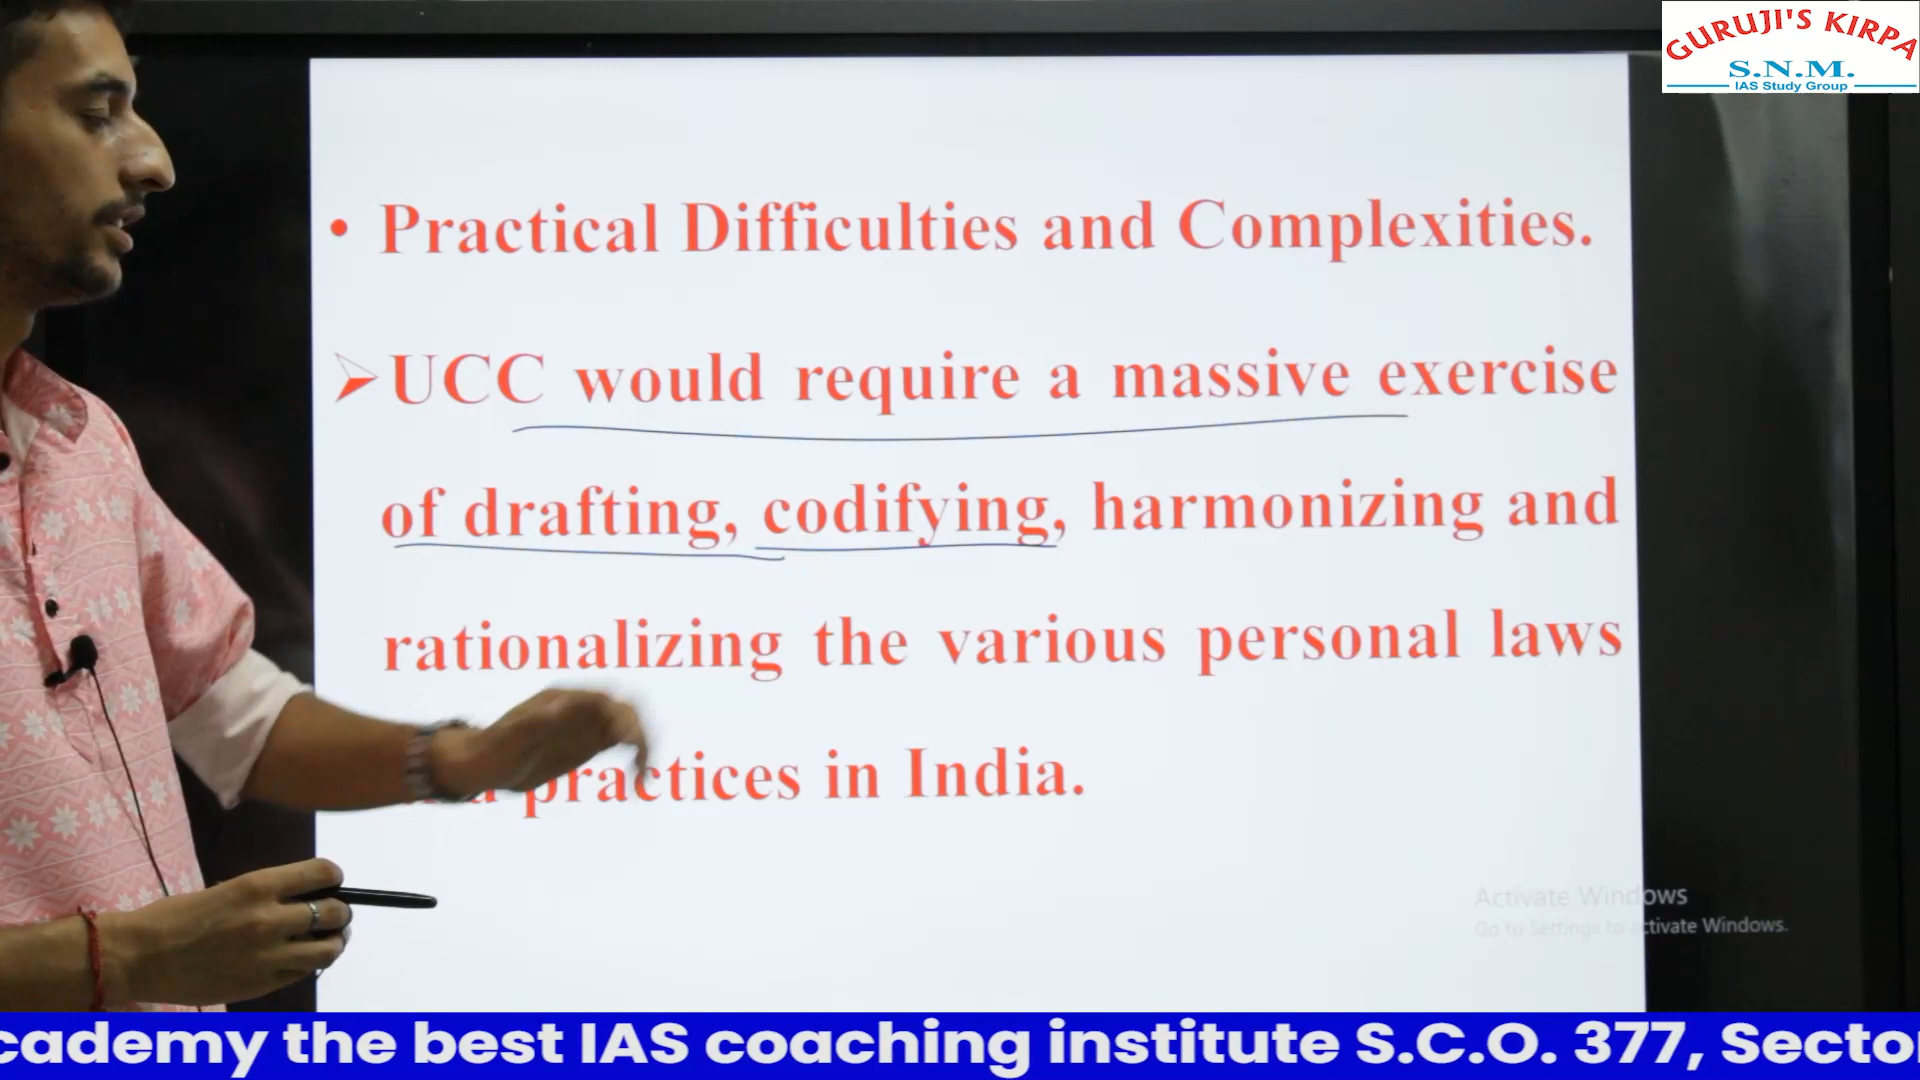 GURUJI'S KIRPA
S.N.M.
IAS Study Group
• Practical Difficulties and Complexities.
➢UCC would require a massive exercise
of drafting, codifying, harmonizing and
rationalizing the various personal laws
practices in India.
Activate Windows
Go to Settings to activate Windows.
cademy the best IAS coaching institute S.C.O. 377, Secto